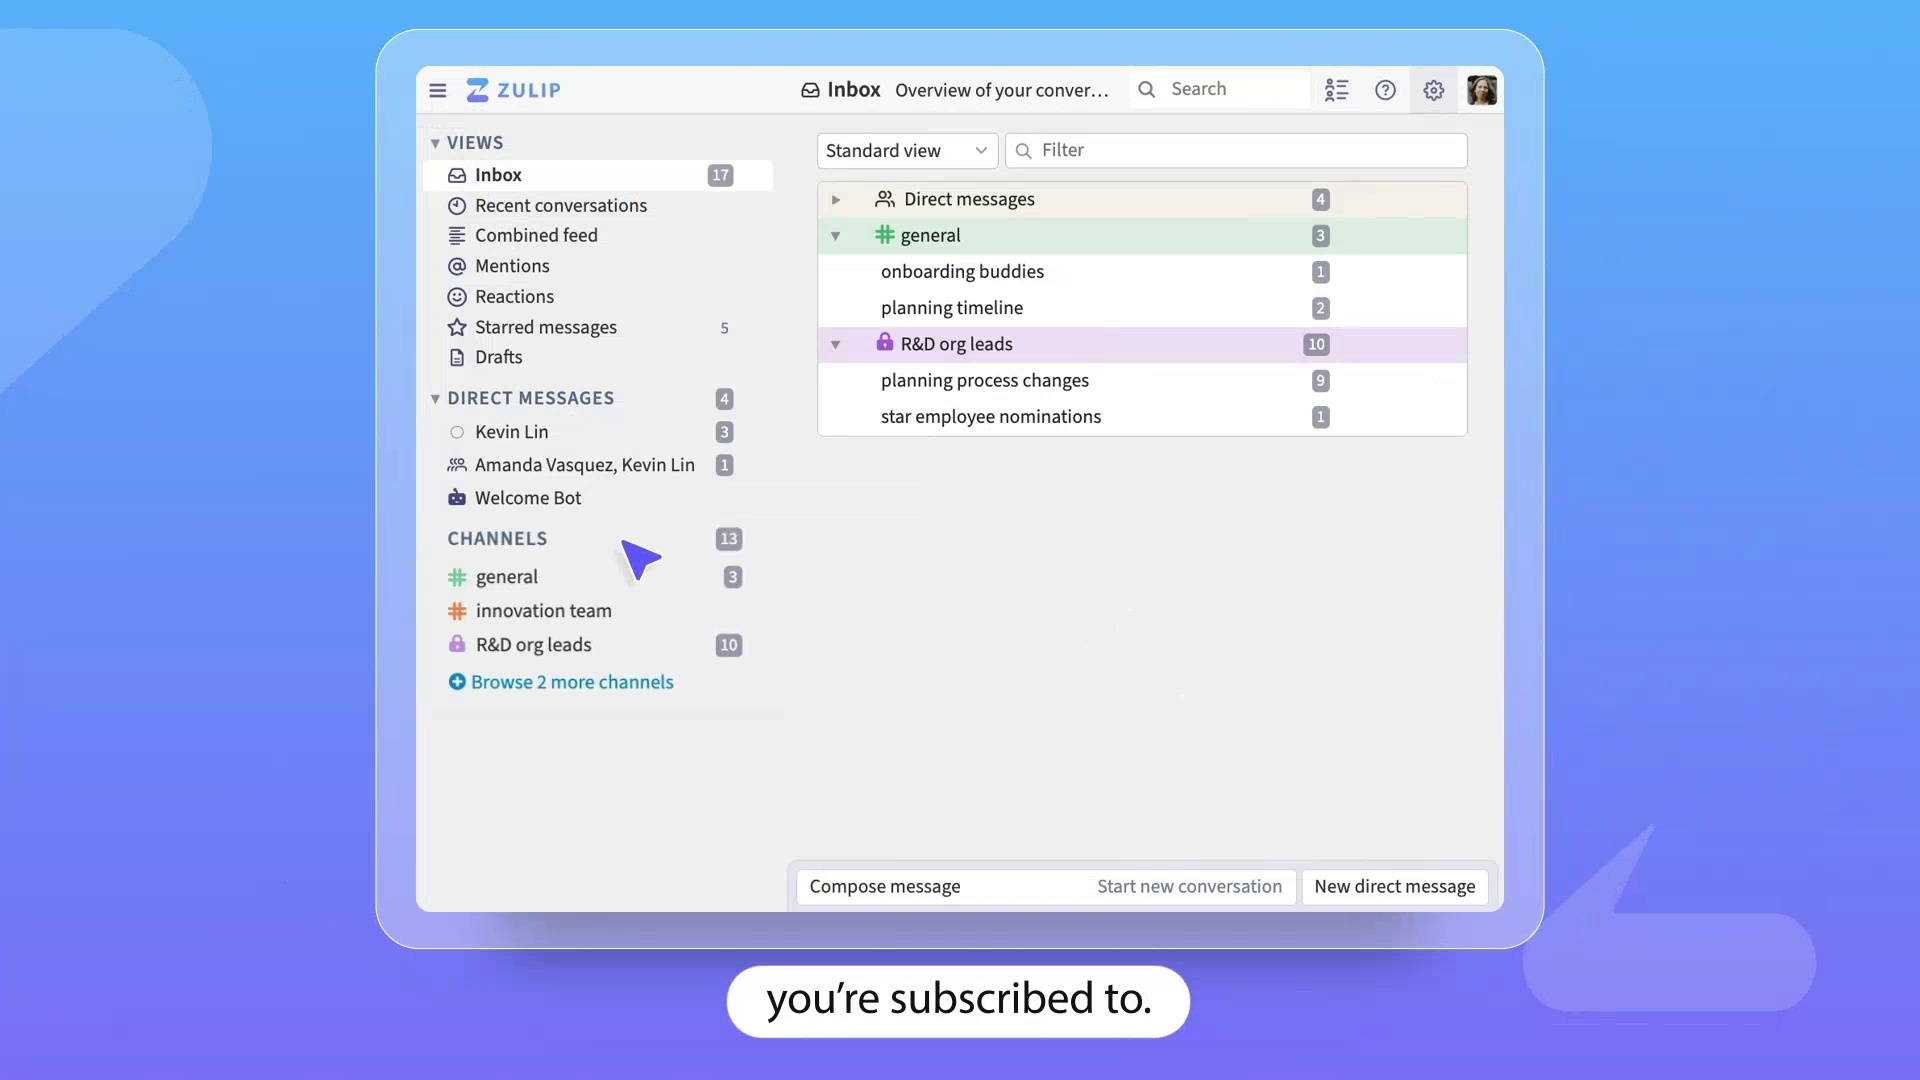 ZULIP
Inbox Overview of your conver...
Search
VIEWS
Inbox 17
Recent conversations
Combined feed
Mentions
Reactions
Starred messages 5
Drafts
DIRECT MESSAGES 4
Kevin Lin 3
Amanda Vasquez, Kevin Lin 1
Welcome Bot
CHANNELS 13
general 3
innovation team
R&D org leads 10
Browse 2 more channels
Standard view
Filter
Direct messages 4
general 3
onboarding buddies 1
planning timeline 2
R&D org leads 10
planning process changes 9
star employee nominations 1
Compose message
Start new conversation
New direct message
you’re subscribed to.